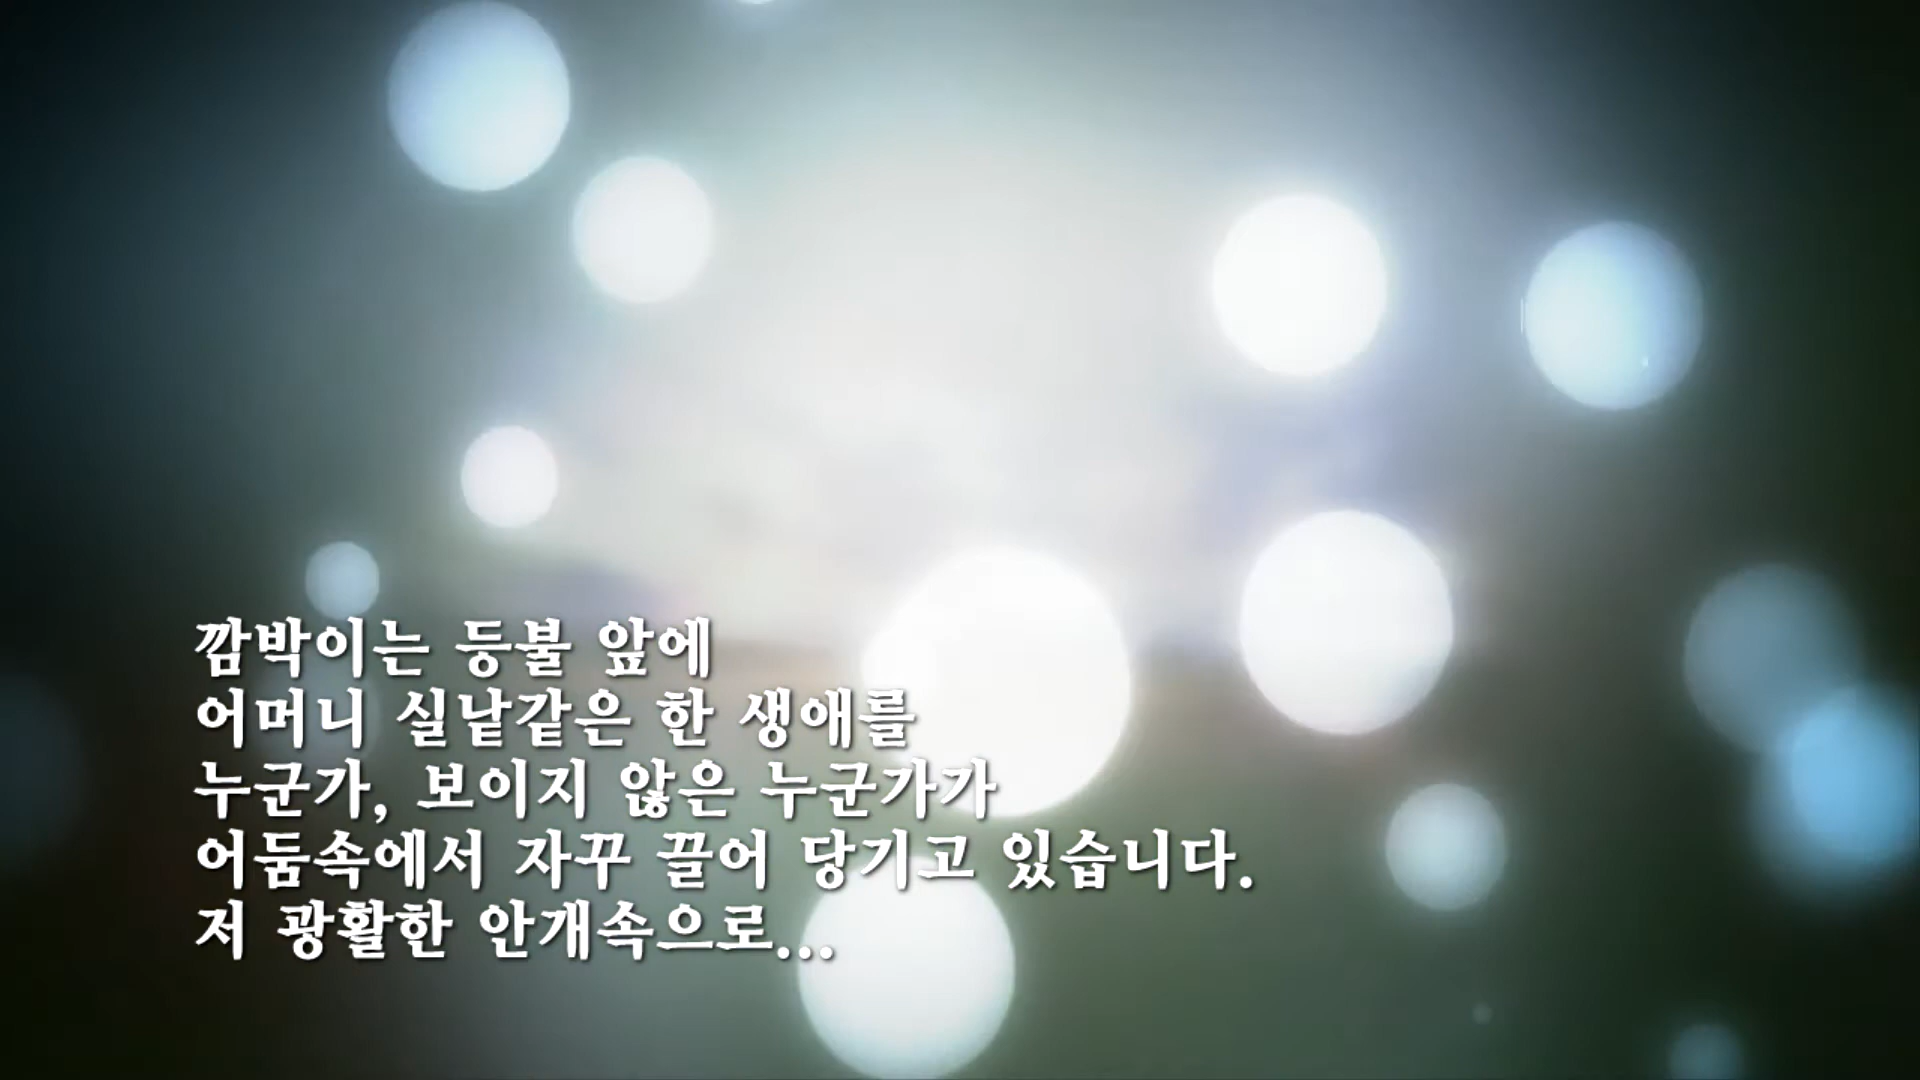 깜박이는 등불 앞에
어머니 실낱같은 한 생애를
누군가, 보이지 않은 누군가가
어둠속에서 자꾸 끌어 당기고 있습니다.
저 광활한 안개속으로...